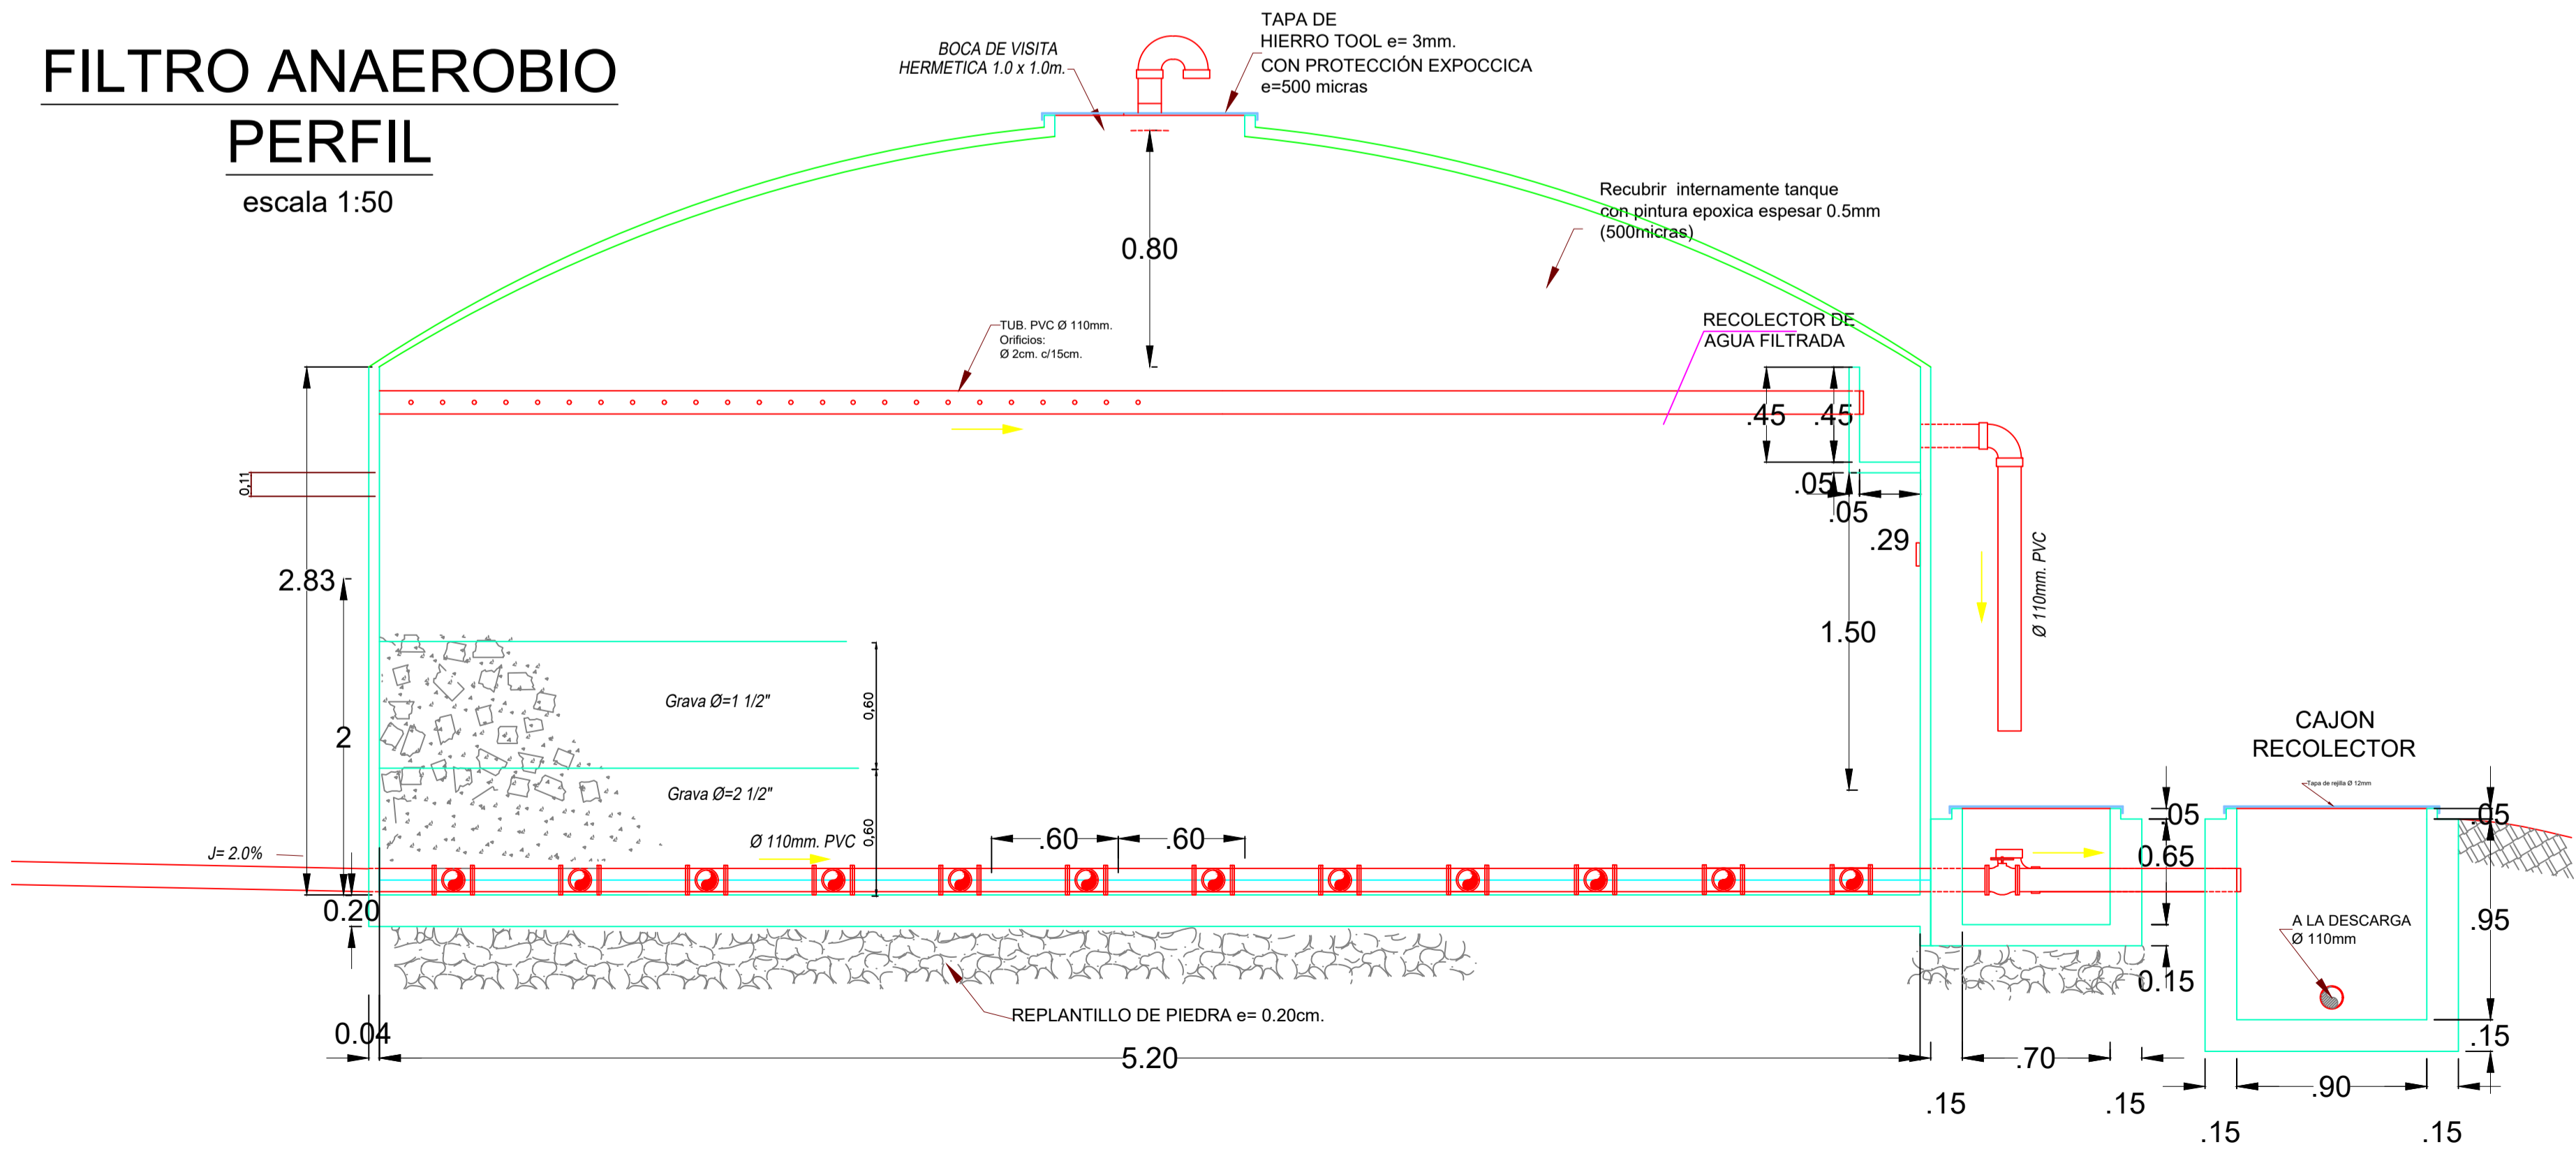 FILTRO ANAEROBIO
PERFIL
escala 1:50
BOCA DE VISITA
HERMETICA 1.0 x 1.0m.
TAPA DE
HIERRO TOOL e= 3mm.
CON PROTECCIÓN EXPOCCICA
e=500 micras
Recubrir internamente tanque
con pintura epoxica espesar 0.5mm
(500micras)
0.80
TUB. PVC Ø 110mm.
Orificios:
Ø 2cm. c/15cm.
RECOLECTOR DE
AGUA FILTRADA
.45
.45
0,11
.05
.05
.29
2.83
Ø 110mm. PVC
1.50
2
Grava Ø=1 1/2"
0,60
Grava Ø=2 1/2"
0,60
Ø 110mm. PVC
.60
.60
J= 2.0%
0.20
CAJON
RECOLECTOR
Tapa de rejilla Ø 12mm
.05
.05
0.65
.95
A LA DESCARGA
Ø 110mm
0.15
.15
REPLANTILLO DE PIEDRA e= 0.20cm.
0.04
5.20
.70
.90
.15
.15
.15
.15